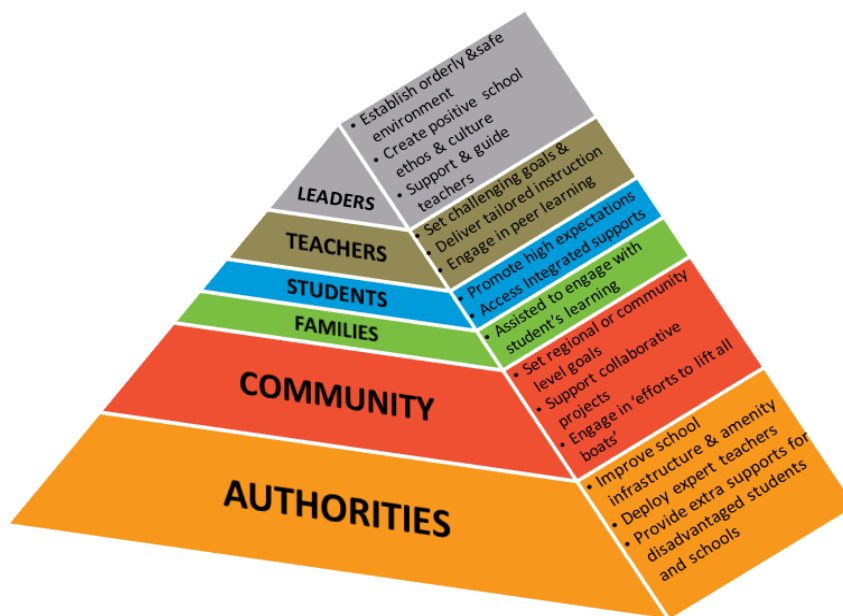 LEADERS
• Establish orderly &safe
environment
• Create positive school
ethos & culture
• Support & guide
teachers
TEACHERS
• Set challenging goals &
• Deliver tailored instruction
• Engage in peer learning
STUDENTS
• Promote high expectations
• Access Integrated supports
FAMILIES
• Assisted to engage with
student's learning
COMMUNITY
• Set regional or community
level goals
• Support collaborative
projects
• Engage in 'efforts to lift all
boats'
AUTHORITIES
• Improve school
infrastructure & amenity
• Deploy expert teachers
• Provide extra supports for
disadvantaged students
and schools